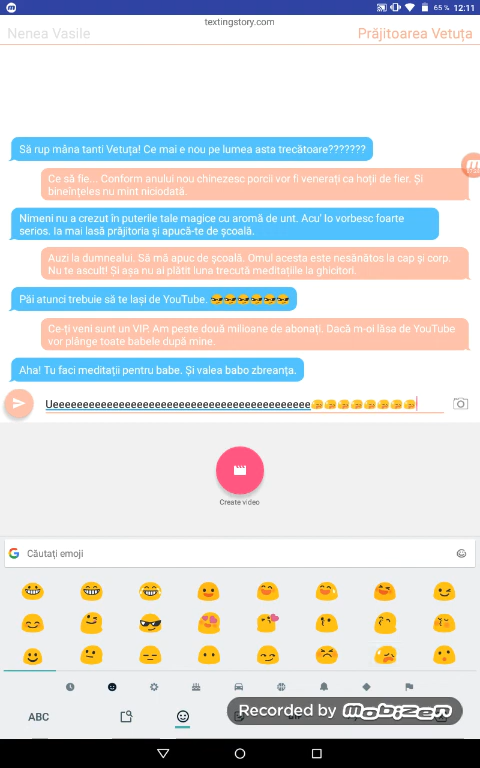 65 % 12:11
textingstory.com
Nenea Vasile Prăjitoarea Vetuța
Să rup mâna tanti Vetuța! Ce mai e nou pe lumea asta trecătoare???????
Ce să fie... Conform anului nou chinezesc porcii vor fi venerați ca hoții de fier. Și
bineînțeles nu mint niciodată.
Nimeni nu a crezut în puterile tale magice cu aromă de unt. Acu' îo vorbesc foarte
serios. Ia mai lasă prăjitoria și apucă-te de școală.
Auzi la dumnealui. Să mă apuc de școală. Omul acesta este nesănătos la cap și corp.
Nu te ascult! Și așa nu ai plătit luna trecută meditațiile la ghicitori.
Păi atunci trebuie să te lași de YouTube. 😎😎😎😎😎😎
Ce-ți veni sunt un VIP. Am peste două milioane de abonați. Dacă m-oi lăsa de YouTube
vor plânge toate babele după mine.
Aha! Tu faci meditații pentru babe. Și valea babo zbreanța.
Ueeeeeeeeeeeeeeeeeeeeeeeeeeeeeeeeeeeeeeeeeee
Create video
Căutați emoji
ABC
Recorded by MOBIZEN